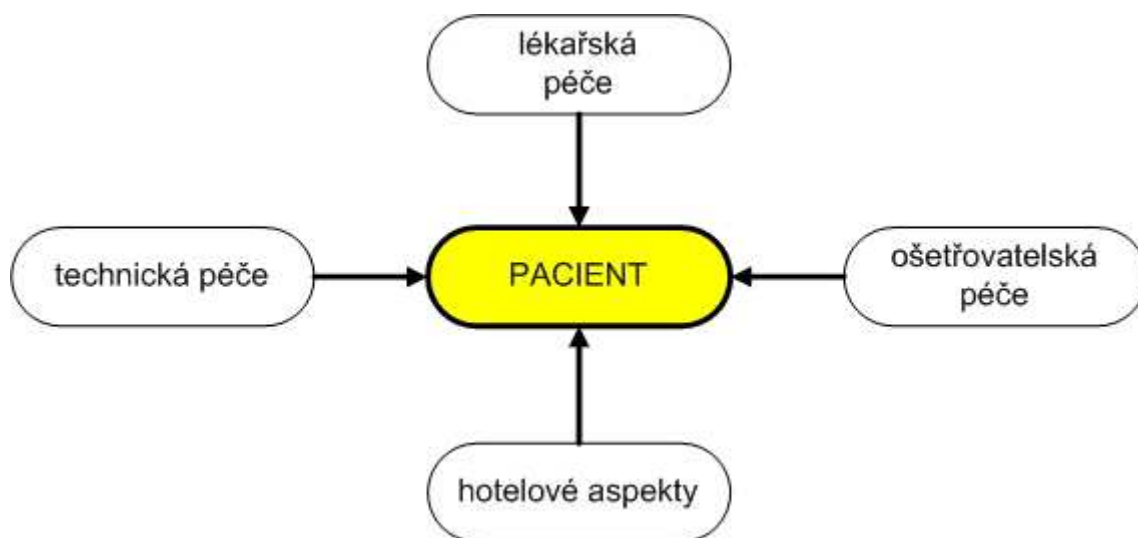 lékařská
péče
technická péče
PACIENT
ošetřovatelská
péče
hotelové aspekty